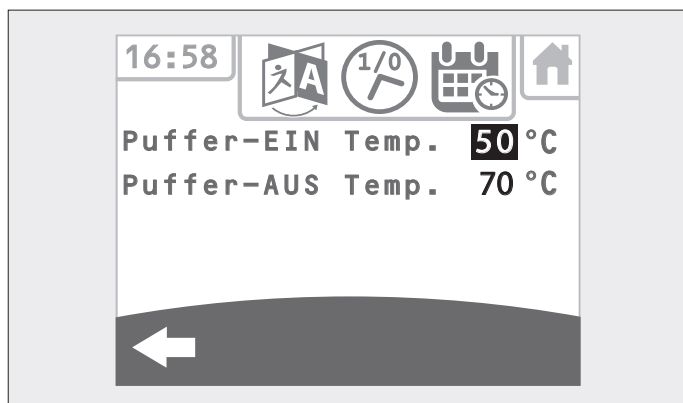 16:58
A
1/0
Puffer-EIN Temp. 50 °C
Puffer-AUS Temp. 70 °C